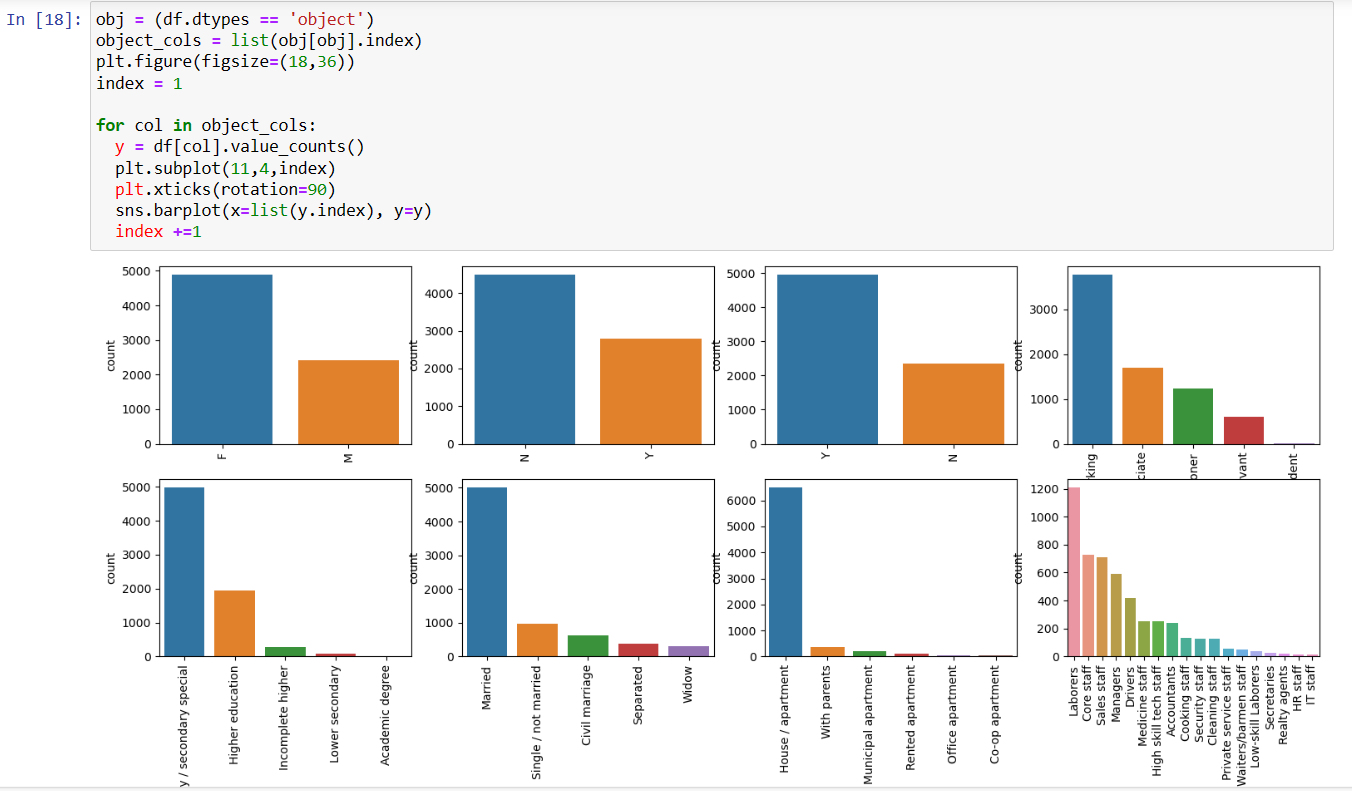 In [18]: obj = (df.dtypes == 'object')
object_cols = list(obj[obj].index)
plt.figure(figsize=(18,36))
index = 1
for col in object_cols:
y = df[col].value_counts()
plt.subplot(11,4,index)
plt.xticks(rotation=90)
sns.barplot(x=list(y.index), y=y)
index +=1
5000
4000
3000
2000
1000
0
count
F
M
4000
3000
2000
1000
0
count
N
Y
5000
4000
3000
2000
1000
0
count
Y
N
3000
2000
1000
0
count
king
ciate
oner
vant
dent
5000
4000
3000
2000
1000
0
count
y / secondary special
Higher education
Incomplete higher
Lower secondary
Academic degree
5000
4000
3000
2000
1000
0
count
Married
Single / not married
Civil marriage
Separated
Widow
6000
5000
4000
3000
2000
1000
0
count
House / apartment
With parents
Municipal apartment
Rented apartment
Office apartment
Co-op apartment
1200
1000
800
600
400
200
0
count
Laborers
Core staff
Sales staff
Managers
Drivers
Medicine staff
High skill tech staff
Accountants
Cooking staff
Security staff
Cleaning staff
Private service staff
Waiters/barmen staff
Low-skill Laborers
Secretaries
Realty agents
HR staff
IT staff